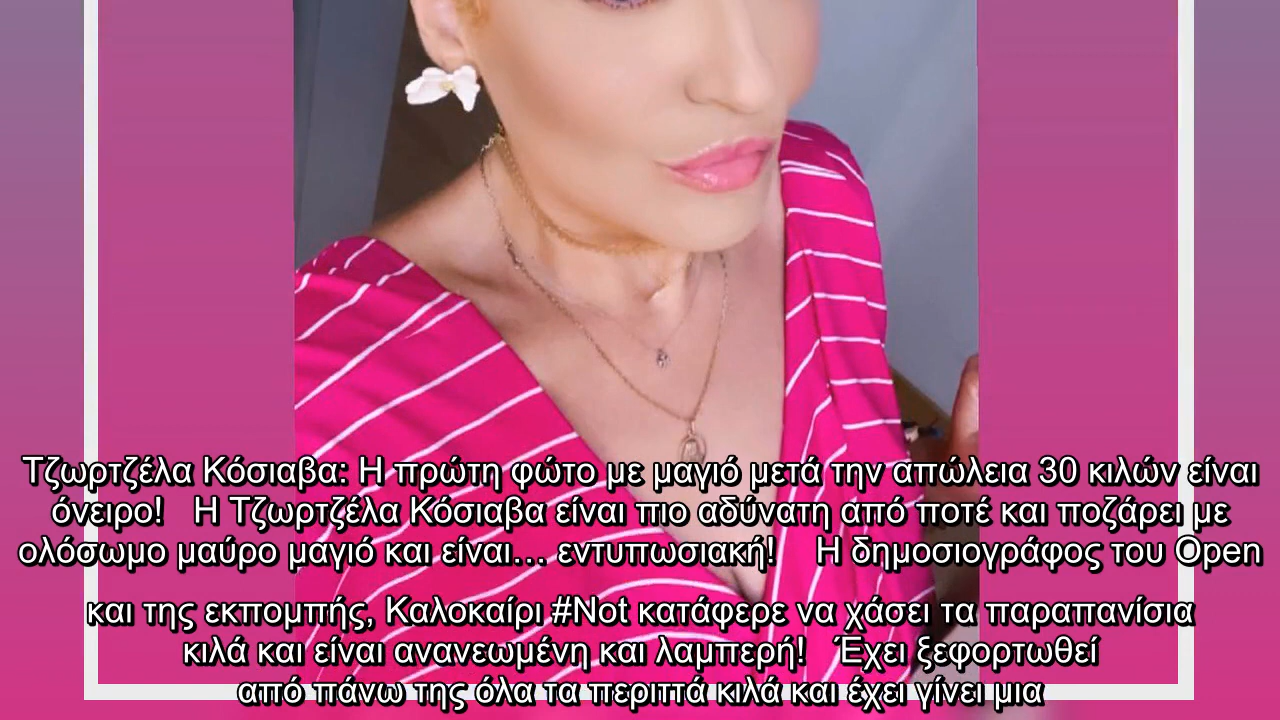 Τζωρτζέλα Κόσιαβα: Η πρώτη φώτο με μαγιό μετά την απώλεια 30 κιλών είναι
όνειρο!   Η Τζωρτζέλα Κόσιαβα είναι πιο αδύνατη από ποτέ και ποζάρει με
ολόσωμο μαύρο μαγιό και είναι… εντυπωσιακή!    Η δημοσιογράφος του Open
και της εκπομπής, Καλοκαίρι #Not κατάφερε να χάσει τα παραπανίσια
κιλά και είναι ανανεωμένη και λαμπερή!   Έχει ξεφορτωθεί
από πάνω της όλα τα περιττά κιλά και έχει γίνει μια